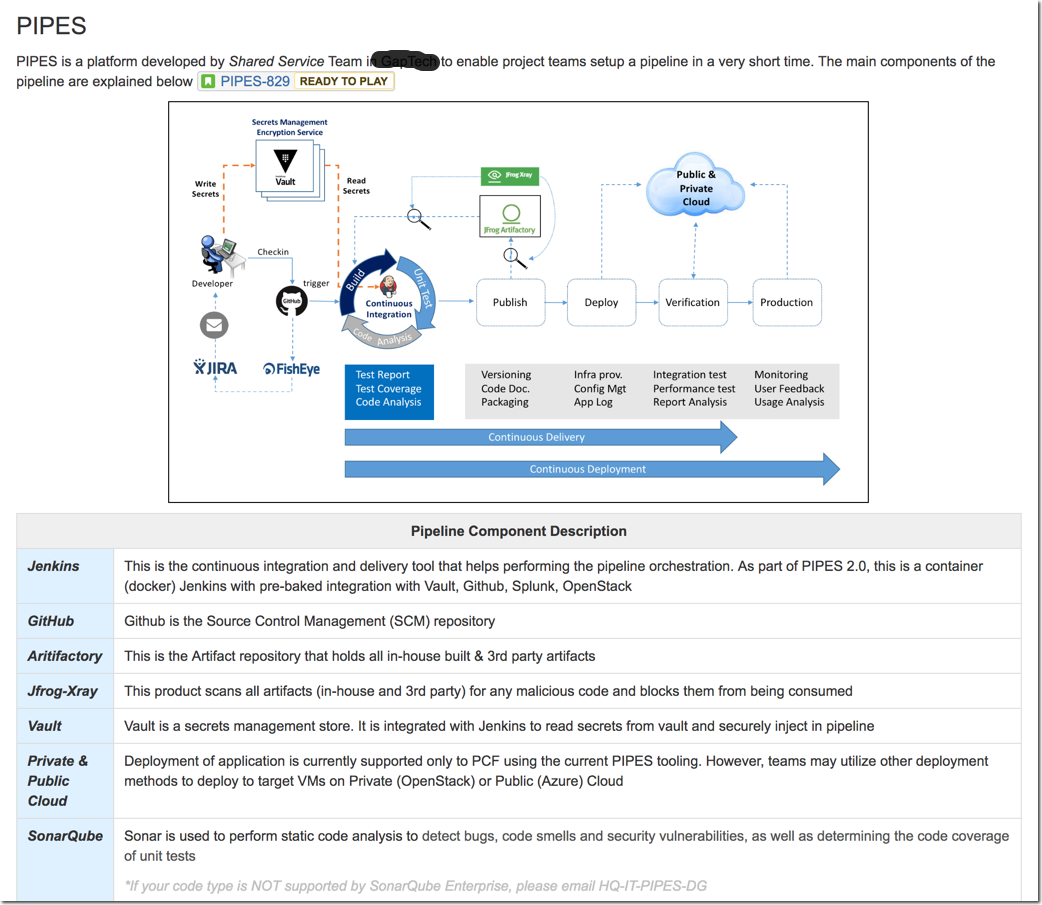 PIPES
PIPES is a platform developed by Shared Service Team in GapTech to enable project teams setup a pipeline in a very short time. The main components of the
pipeline are explained below PIPES-829 READY TO PLAY
Secrets Management
Encryption Service
Vault
Write
Secrets
Read
Secrets
Jfrog Xray
JFrog Artifactory
Public &
Private
Cloud
Developer
Checkin
GitHub
trigger
Build
Unit Test
Code Analysis
Continuous
Integration
Publish
Deploy
Verification
Production
JIRA
FishEye
Test Report
Test Coverage
Code Analysis
Versioning
Code Doc.
Packaging
Infra prov.
Config Mgt
App Log
Integration test
Performance test
Report Analysis
Monitoring
User Feedback
Usage Analysis
Continuous Delivery
Continuous Deployment
Pipeline Component Description
Jenkins
This is the continuous integration and delivery tool that helps performing the pipeline orchestration. As part of PIPES 2.0, this is a container
(docker) Jenkins with pre-baked integration with Vault, Github, Splunk, OpenStack
GitHub
Github is the Source Control Management (SCM) repository
Aritifactory
This is the Artifact repository that holds all in-house built & 3rd party artifacts
Jfrog-Xray
This product scans all artifacts (in-house and 3rd party) for any malicious code and blocks them from being consumed
Vault
Vault is a secrets management store. It is integrated with Jenkins to read secrets from vault and securely inject in pipeline
Private &
Public
Cloud
Deployment of application is currently supported only to PCF using the current PIPES tooling. However, teams may utilize other deployment
methods to deploy to target VMs on Private (OpenStack) or Public (Azure) Cloud
SonarQube
Sonar is used to perform static code analysis to detect bugs, code smells and security vulnerabilities, as well as determining the code coverage
of unit tests
*If your code type is NOT supported by SonarQube Enterprise, please email HQ-IT-PIPES-DG